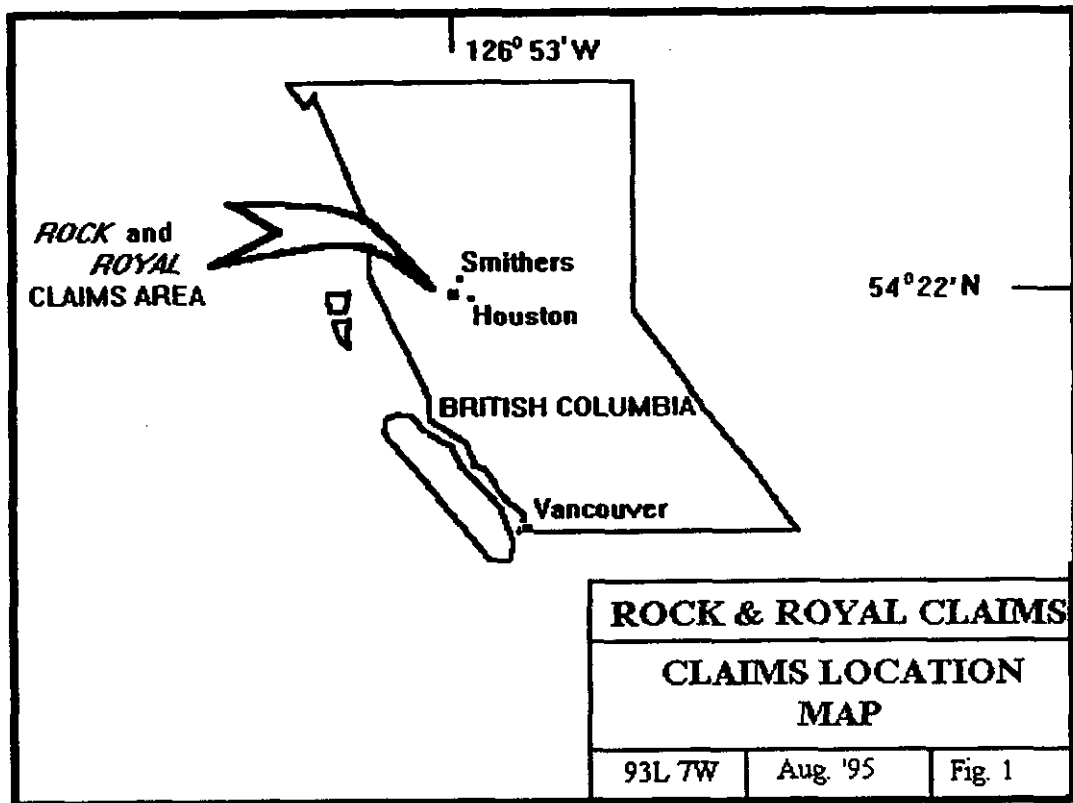 126° 53' W
ROCK and
ROYAL
CLAIMS AREA
Smithers
Houston
54° 22' N
BRITISH COLUMBIA
Vancouver
ROCK & ROYAL CLAIMS
CLAIMS LOCATION
MAP
93L 7W Aug. '95 Fig. 1